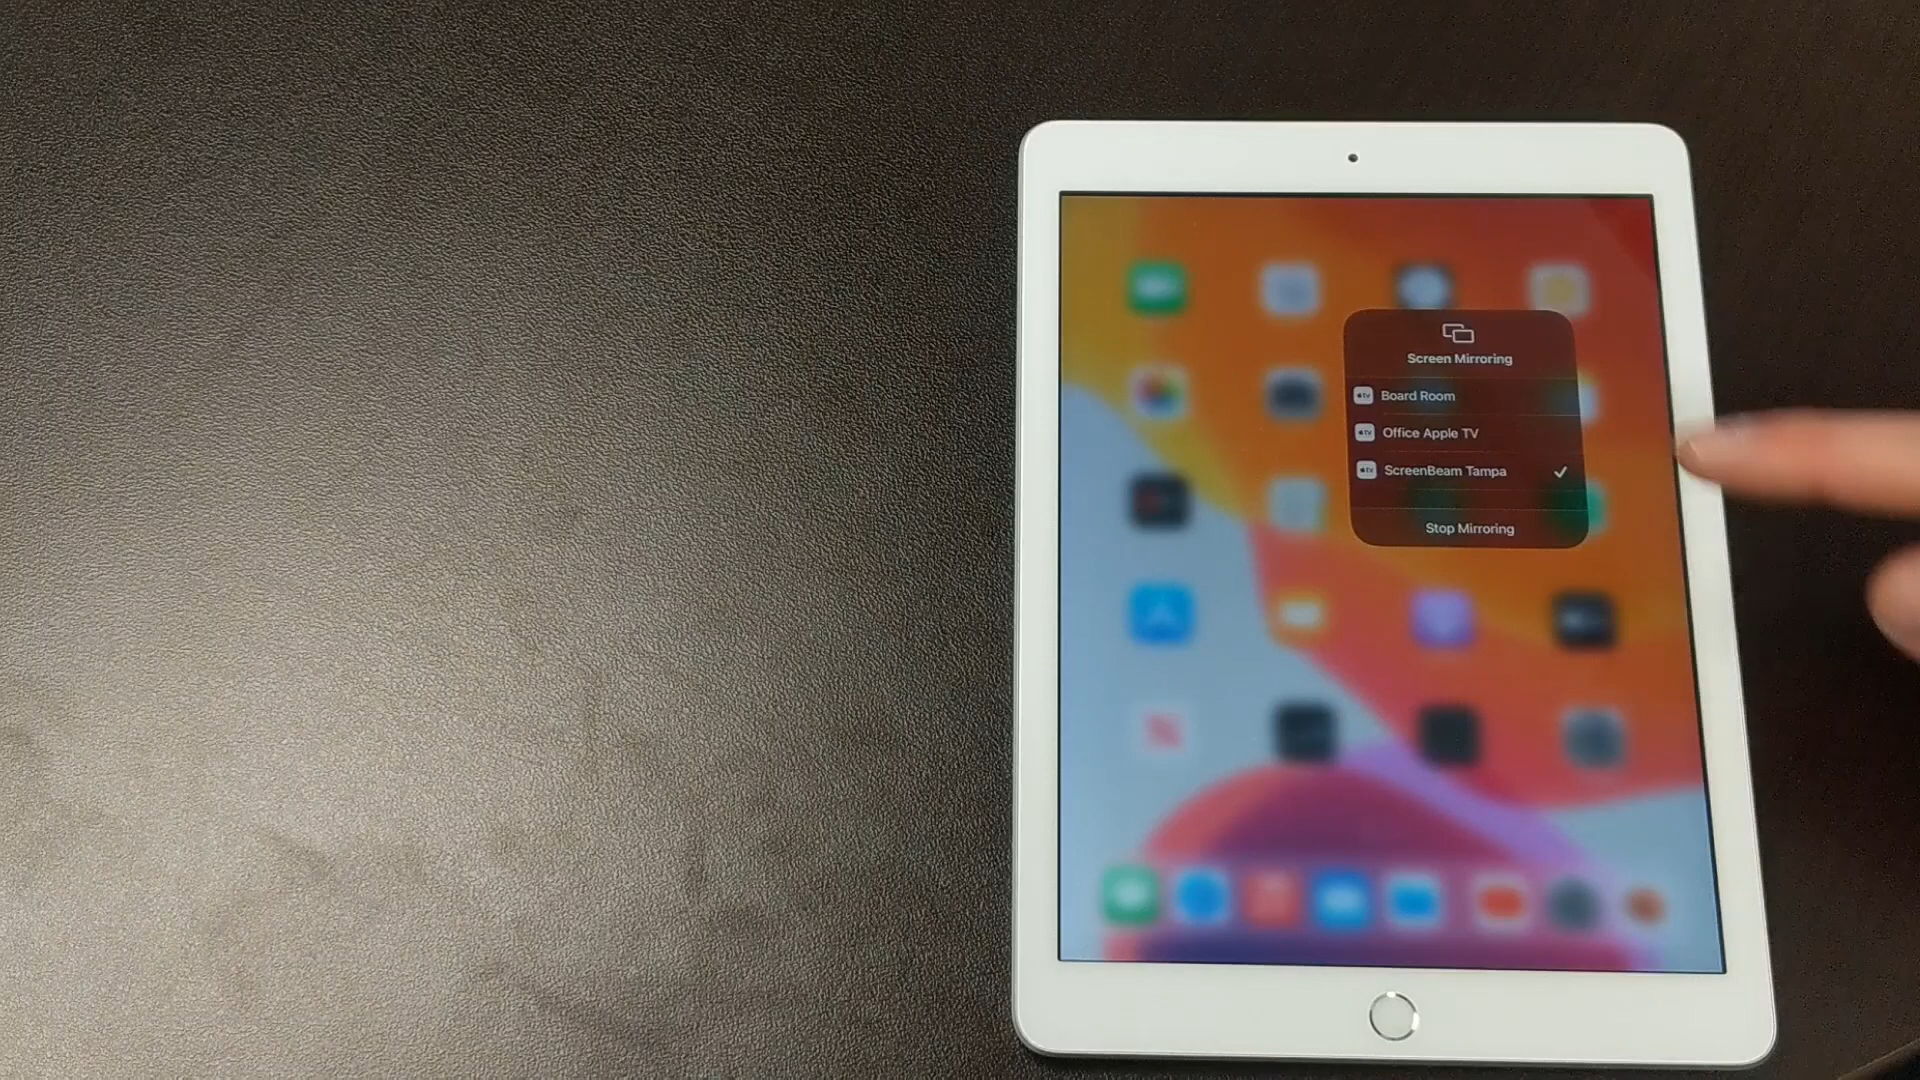 Screen Mirroring
Board Room
Office Apple TV
ScreenBeam Tampa
Stop Mirroring